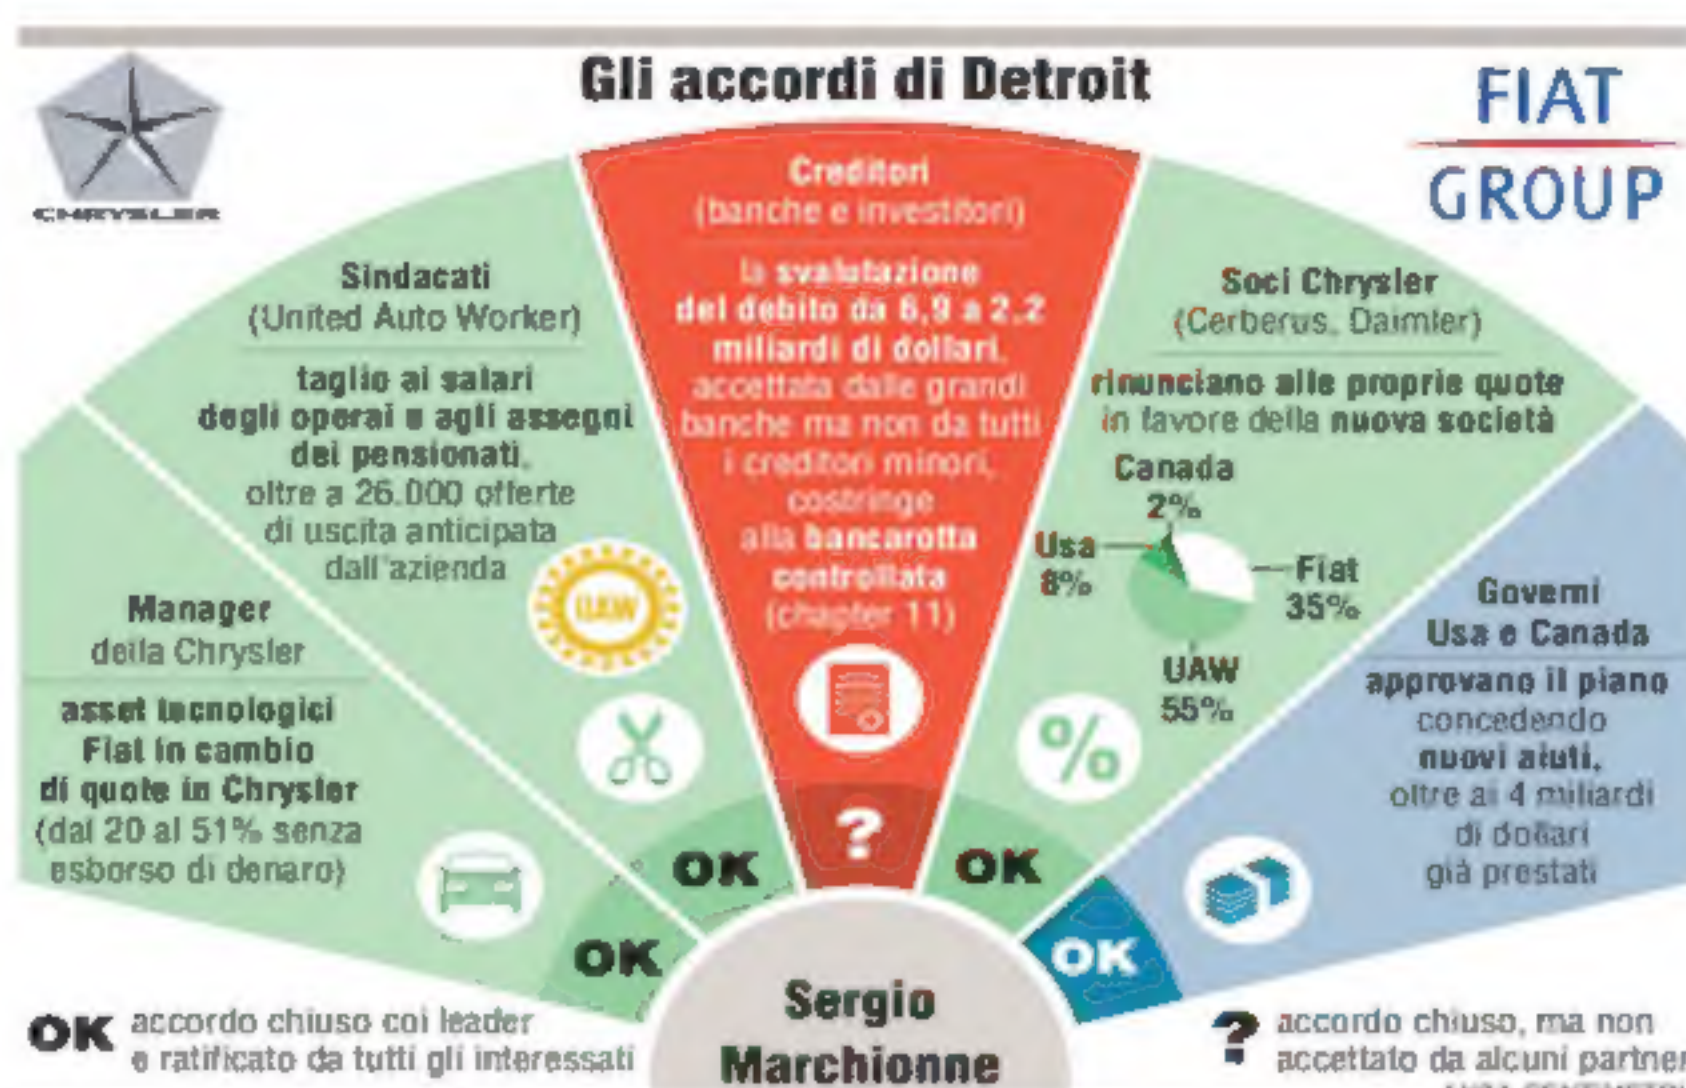 Gli accordi di Detroit
CHRYSLER
FIAT
GROUP
Manager
della Chrysler
asset tecnologici
Fiat in cambio
di quote in Chrysler
(dal 20 al 51% senza
esborso di denaro)
OK
Sindacati
(United Auto Worker)
taglio ai salari
degli operai e agli assegni
dei pensionati,
oltre a 26.000 offerte
di uscita anticipata
dall'azienda
UAW
OK
Creditori
(banche e investitori)
la svalutazione
del debito da 6,9 a 2,2
miliardi di dollari,
accettata dalle grandi
banche ma non da tutti
i creditori minori,
costringe
alla bancarotta
controllata
(chapter 11)
?
Soci Chrysler
(Cerberus, Daimler)
rinunciano alle proprie quote
in favore della nuova società
Canada
2%
Usa
8%
Fiat
35%
UAW
55%
%
OK
Governi
Usa e Canada
approvano il piano
concedendo
nuovi aiuti,
oltre ai 4 miliardi
di dollari
già prestati
OK
Sergio
Marchionne
OK accordo chiuso coi leader
e ratificato da tutti gli interessati
? accordo chiuso, ma non
accettato da alcuni partner